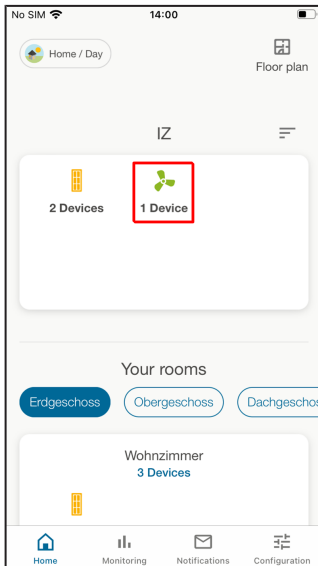 No SIM 14:00
Home / Day
Floor plan
IZ
2 Devices 1 Device
Your rooms
Erdgeschoss Obergeschoss Dachgeschos
Wohnzimmer
3 Devices
Home Monitoring Notifications Configuration